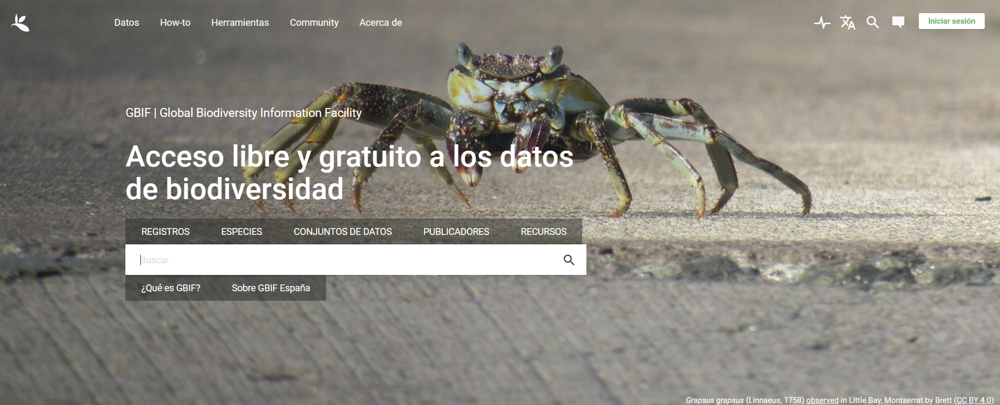 Datos How-to Herramientas Community Acerca de Iniciar sesión
GBIF | Global Biodiversity Information Facility
Acceso libre y gratuito a los datos
de biodiversidad
REGISTROS ESPECIES CONJUNTOS DE DATOS PUBLICADORES RECURSOS
Buscar
¿Qué es GBIF? Sobre GBIF España
Grapsus grapsus (Linnaeus, 1758) observed in Little Bay, Montserrat by Brett (CC BY 4.0)